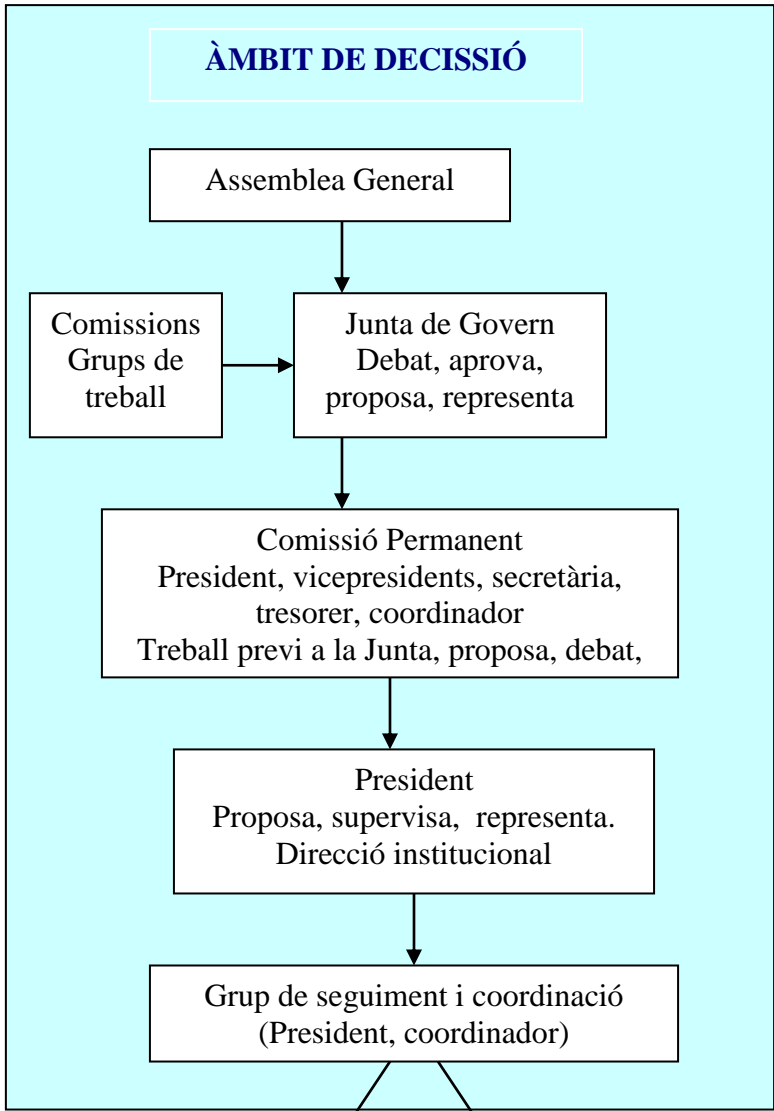 ÀMBIT DE DECISSIÓ
Assemblea General
Comissions
Grups de
treball
Junta de Govern
Debat, aprova,
proposa, representa
Comissió Permanent
President, vicepresidents, secretària,
tresorer, coordinador
Treball previ a la Junta, proposa, debat,
President
Proposa, supervisa, representa.
Direcció institucional
Grup de seguiment i coordinació
(President, coordinador)